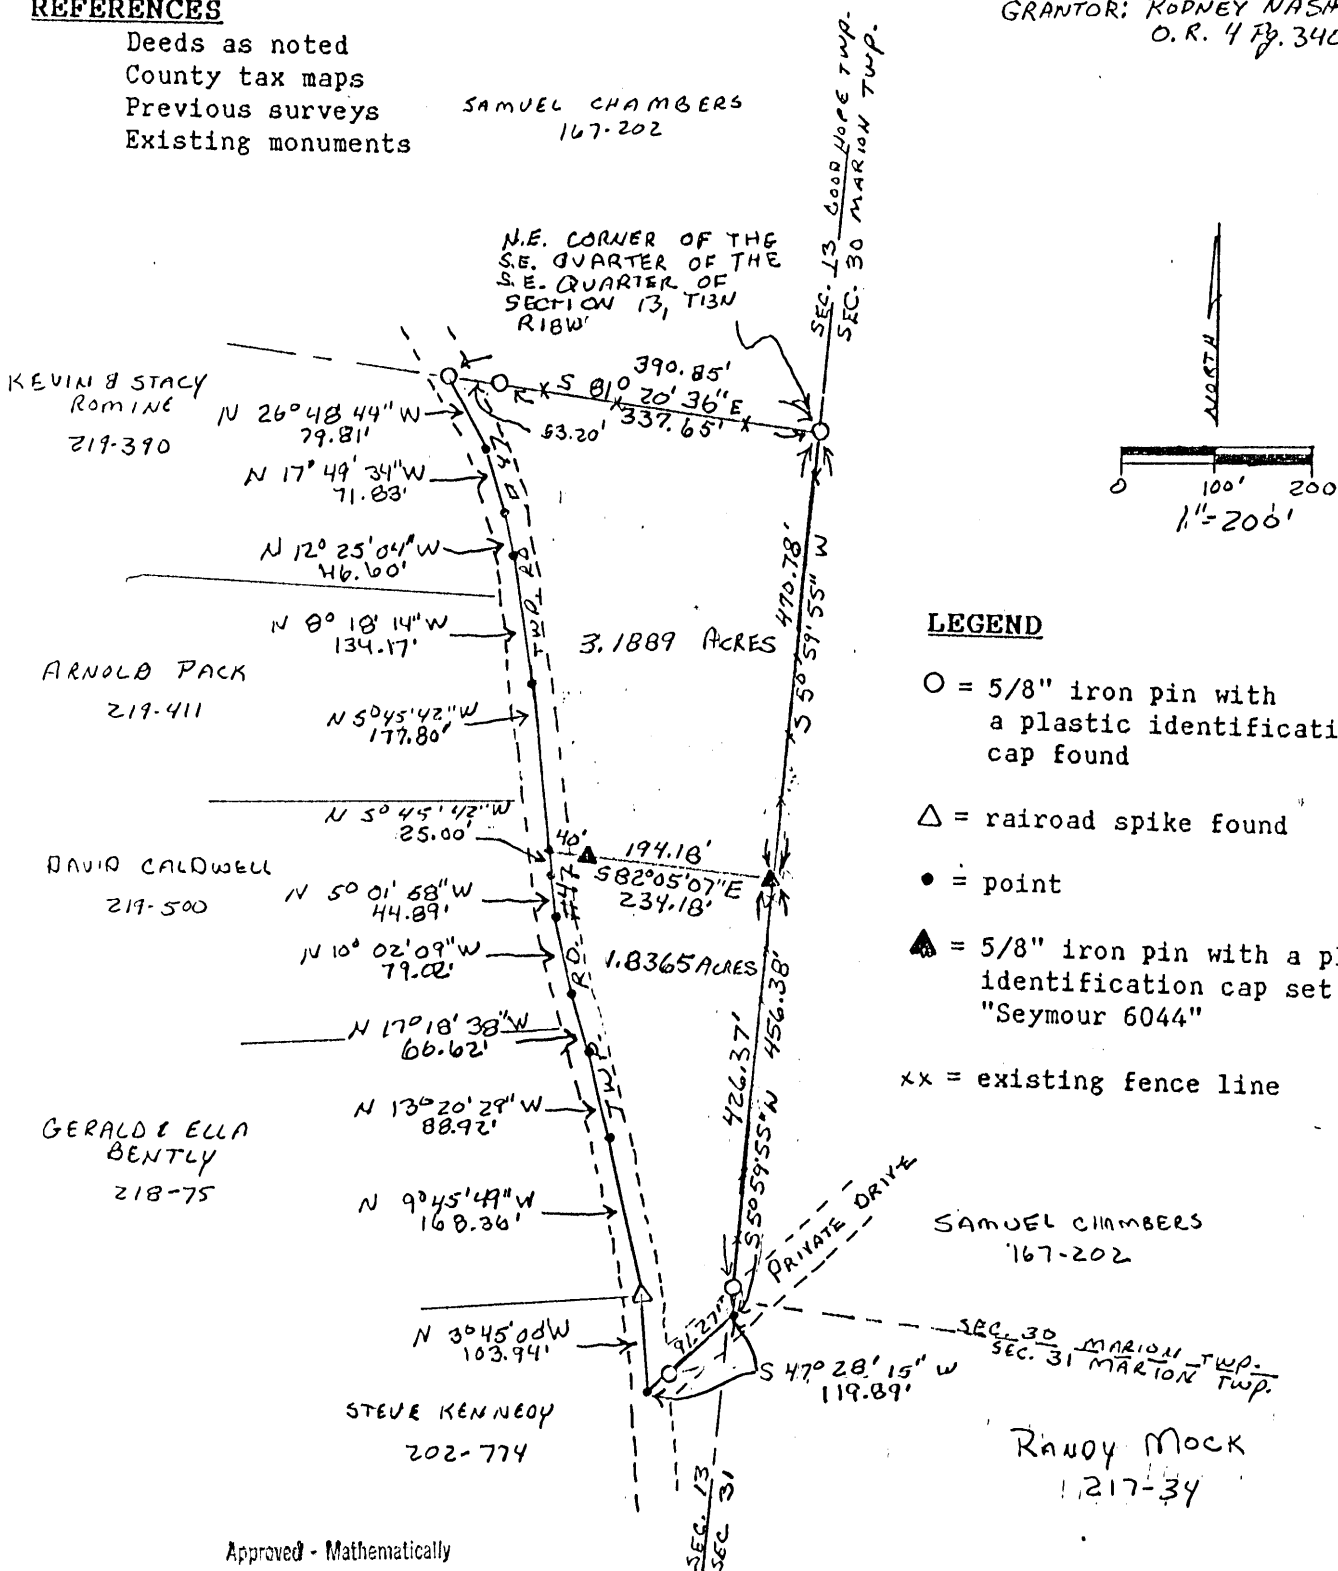 REFERENCES
Deeds as noted
County tax maps
Previous surveys
Existing monuments
GRANTOR: RODNEY NASH
O.R. 4 Pg. 340
SAMUEL CHAMBERS
167-202
SEC. 13 GOOD HOPE TWP.
SEC. 30 MARION TWP.
N.E. CORNER OF THE
S.E. QUARTER OF THE
S.E. QUARTER OF
SECTION 13, T13N
R18W
NORTH
0 100' 200
1"=200'
KEVIN & STACY
ROMINE
219-390
390.85'
S 81° 20' 36" E
337.65'
53.20'
N 26° 48' 44" W
79.81'
N 17° 49' 34" W
71.83'
N 12° 25' 04" W
46.60'
N 8° 18' 14" W
134.17'
TWP. RD. 47
3.1889 ACRES
470.78'
S 5° 59' 55" W
ARNOLD PACK
219-411
N 5° 45' 42" W
177.80'
N 5° 45' 42" W
25.00'
40'
194.18'
S 82° 05' 07" E
234.18'
DAVID CALDWELL
219-500
N 5° 01' 58" W
44.89'
N 10° 02' 09" W
79.02'
1.8365 ACRES
N 17° 18' 38" W
66.62'
TWP. RD. #47
426.37'
S 5° 59' 55" W 456.38'
N 13° 20' 29" W
88.92'
GERALD & ELLA
BENTLY
218-75
N 9° 45' 49" W
168.36'
PRIVATE DRIVE
N 3° 45' 00" W
103.94'
91.27'
S 47° 28' 15" W
119.89'
STEVE KENNEDY
202-774
SAMUEL CHAMBERS
167-202
SEC. 30 MARION TWP.
SEC. 31 MARION TWP.
RANDY MOCK
217-34
SEC. 13
SEC 31
LEGEND
O = 5/8" iron pin with
a plastic identificati
cap found
△ = rairoad spike found
• = point
▲ = 5/8" iron pin with a p
identification cap set
"Seymour 6044"
xx = existing fence line
Approved - Mathematically